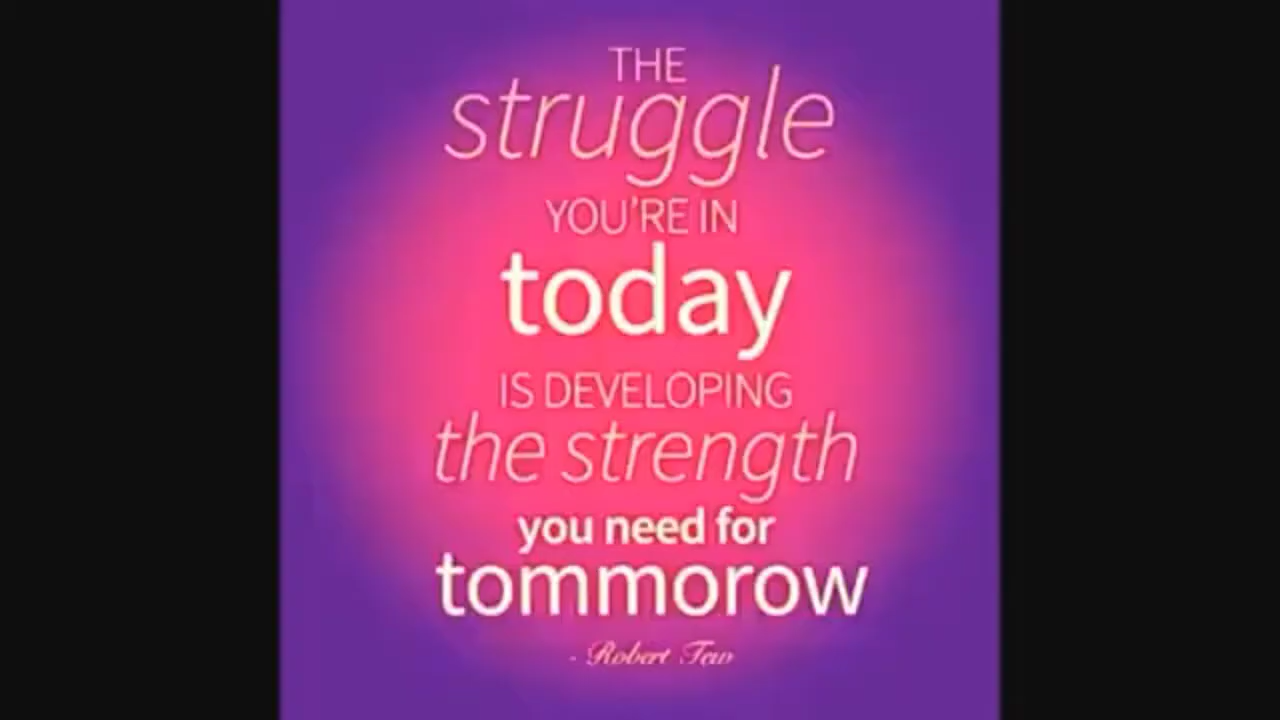 THE
struggle
YOU'RE IN
today
IS DEVELOPING
the strength
you need for
tommorow
- Robert Tew